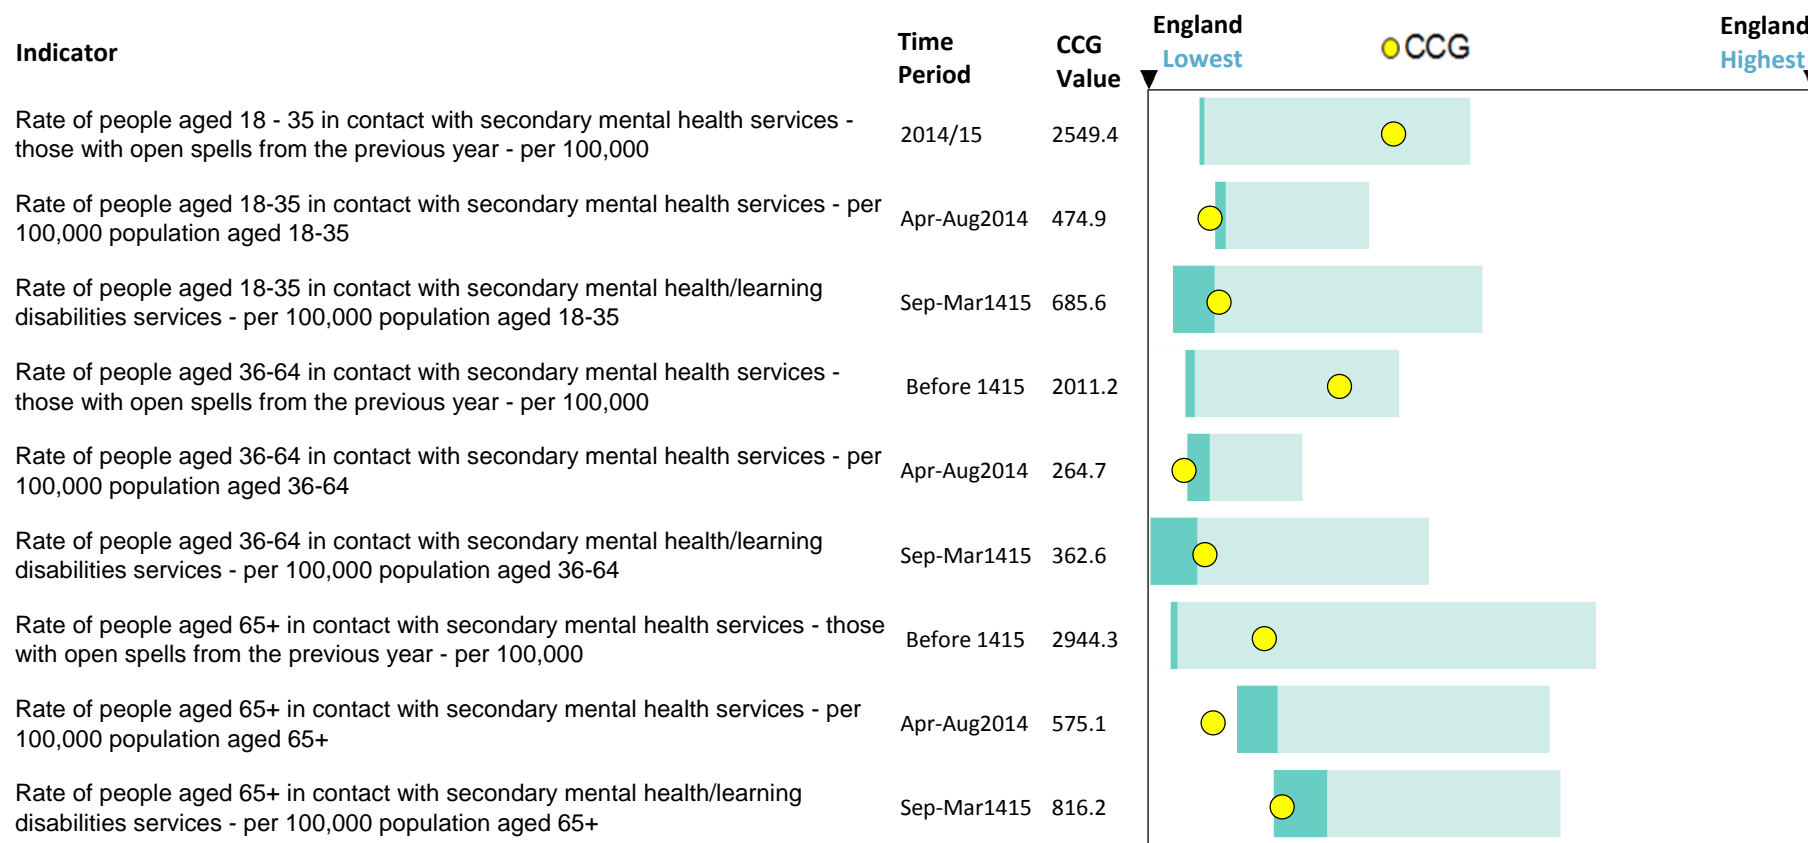 Indicator
Time Period
CCG Value
England Lowest
CCG
England Highest
Rate of people aged 18 - 35 in contact with secondary mental health services -
those with open spells from the previous year - per 100,000
2014/15 2549.4
Rate of people aged 18-35 in contact with secondary mental health services - per
100,000 population aged 18-35
Apr-Aug2014 474.9
Rate of people aged 18-35 in contact with secondary mental health/learning
disabilities services - per 100,000 population aged 18-35
Sep-Mar1415 685.6
Rate of people aged 36-64 in contact with secondary mental health services -
those with open spells from the previous year - per 100,000
Before 1415 2011.2
Rate of people aged 36-64 in contact with secondary mental health services - per
100,000 population aged 36-64
Apr-Aug2014 264.7
Rate of people aged 36-64 in contact with secondary mental health/learning
disabilities services - per 100,000 population aged 36-64
Sep-Mar1415 362.6
Rate of people aged 65+ in contact with secondary mental health services - those
with open spells from the previous year - per 100,000
Before 1415 2944.3
Rate of people aged 65+ in contact with secondary mental health services - per
100,000 population aged 65+
Apr-Aug2014 575.1
Rate of people aged 65+ in contact with secondary mental health/learning
disabilities services - per 100,000 population aged 65+
Sep-Mar1415 816.2